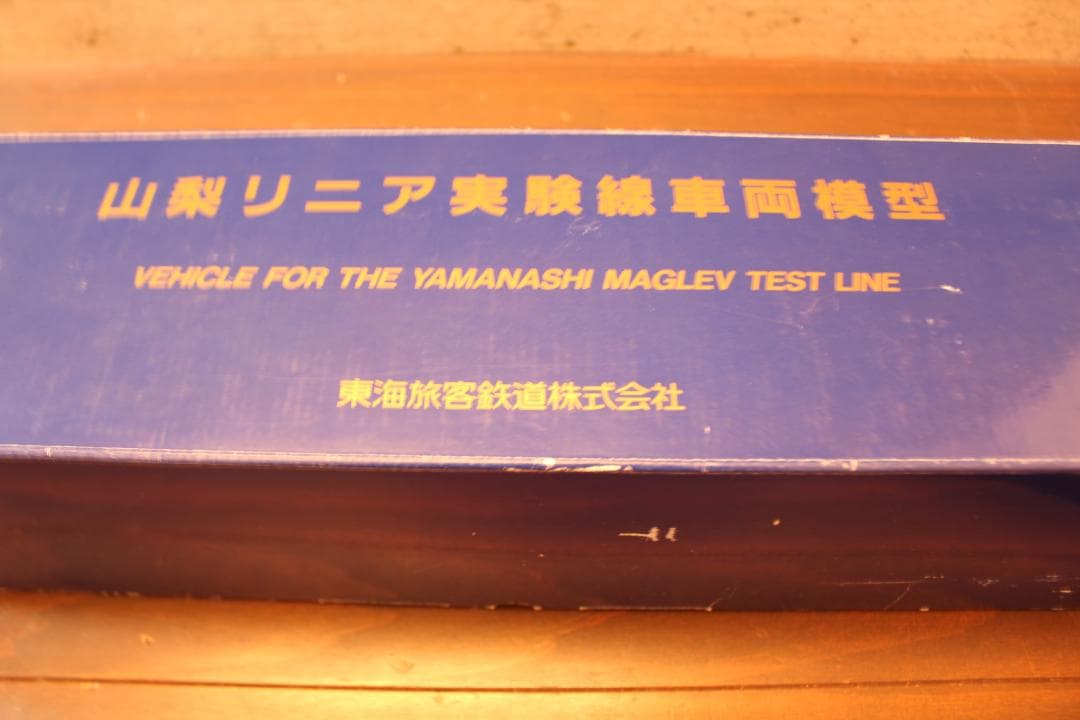 山梨リニア実験線車両模型
VEHICLE FOR THE YAMANASHI MAGLEV TEST LINE
東海旅客鉄道株式会社